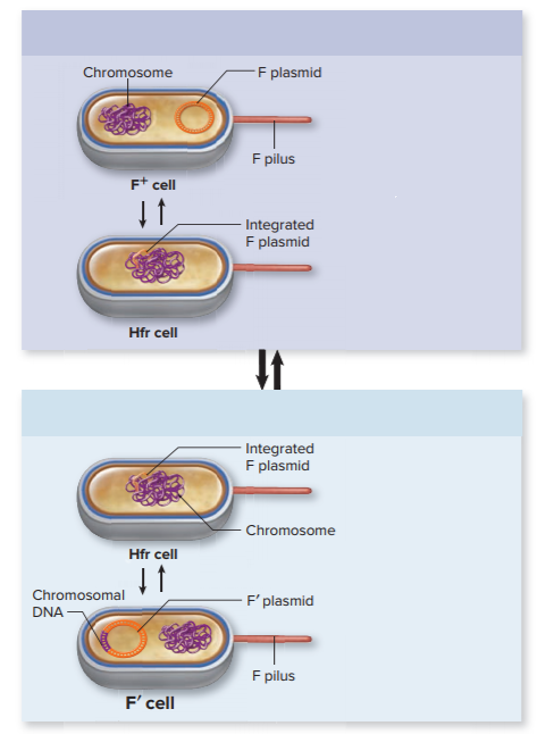 Chromosome
F plasmid
F pilus
F+ cell
Integrated
F plasmid
Hfr cell
Integrated
F plasmid
Chromosome
Hfr cell
Chromosomal
DNA
F′ plasmid
F pilus
F′ cell